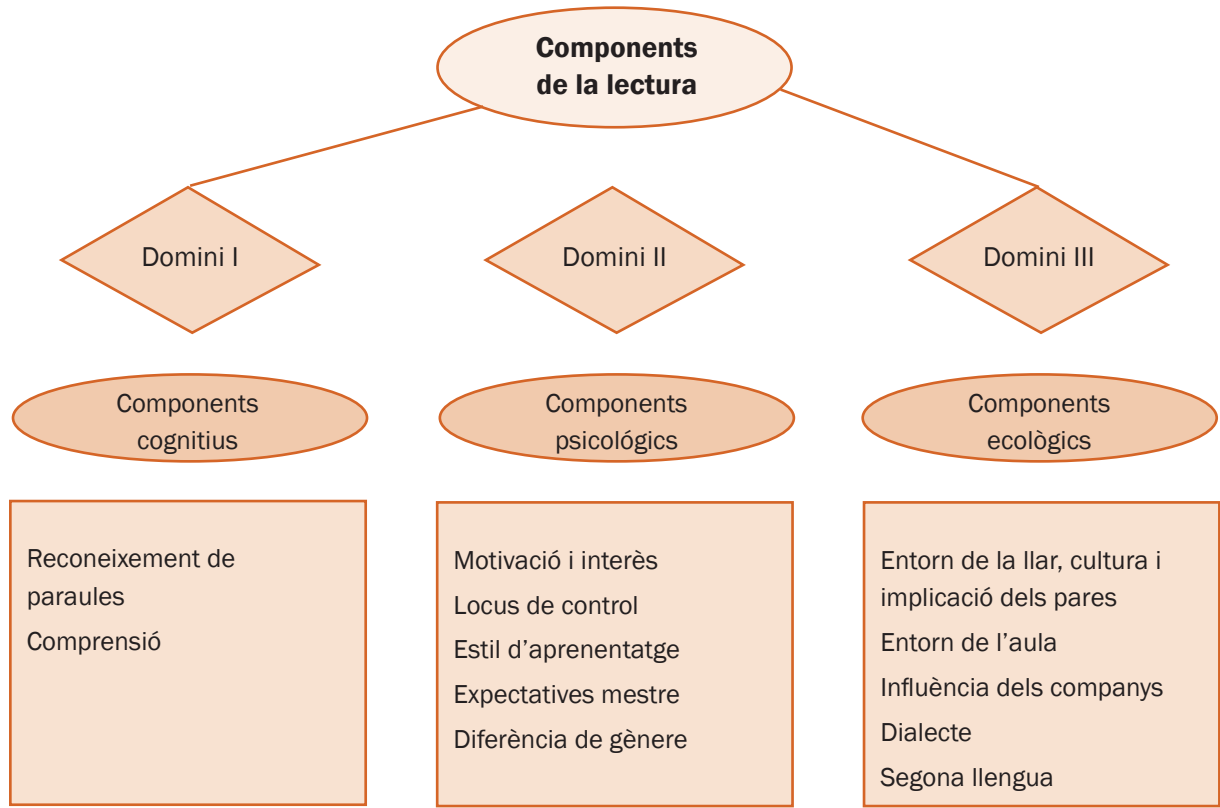 Components
de la lectura
Domini I
Domini II
Domini III
Components
cognitius
Components
psicológics
Components
ecològics
Reconeixement de
paraules
Comprensió
Motivació i interès
Locus de control
Estil d’aprenentatge
Expectatives mestre
Diferència de gènere
Entorn de la llar, cultura i
implicació dels pares
Entorn de l’aula
Influència dels companys
Dialecte
Segona llengua